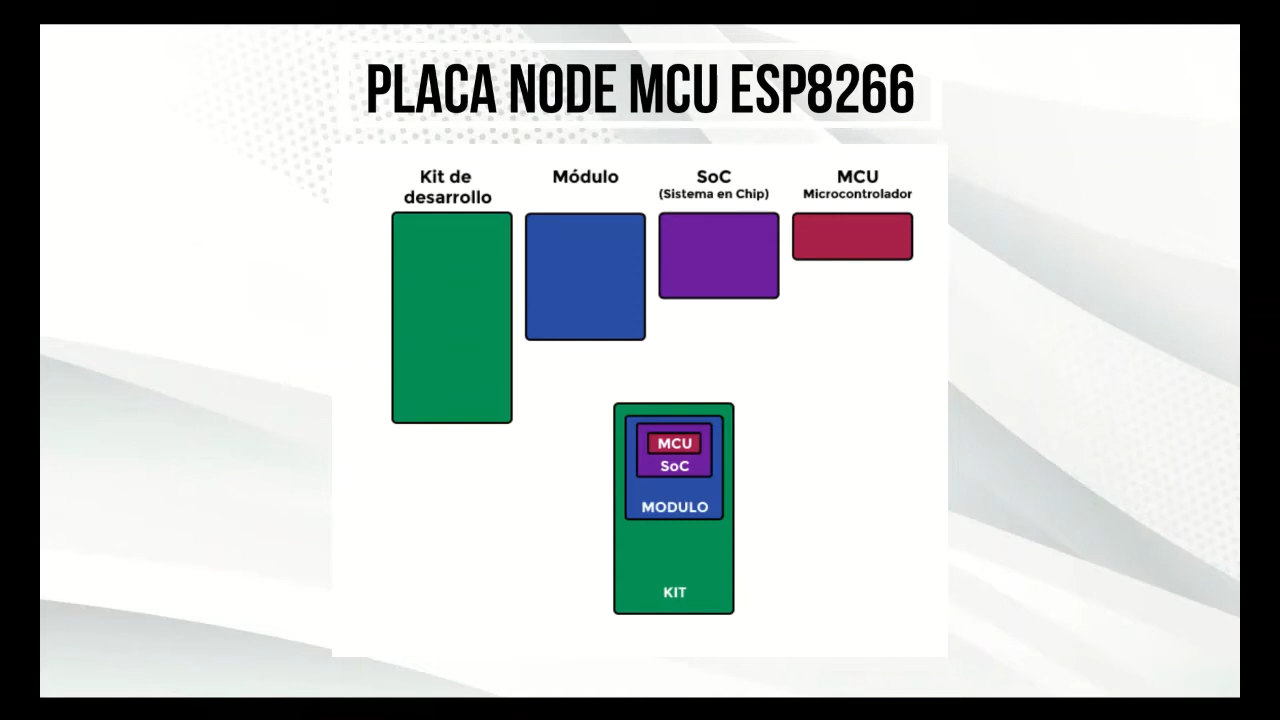 PLACA NODE MCU ESP8266
Kit de
desarrollo
Módulo
SoC
(Sistema en Chip)
MCU
Microcontrolador
MCU
SoC
MODULO
KIT